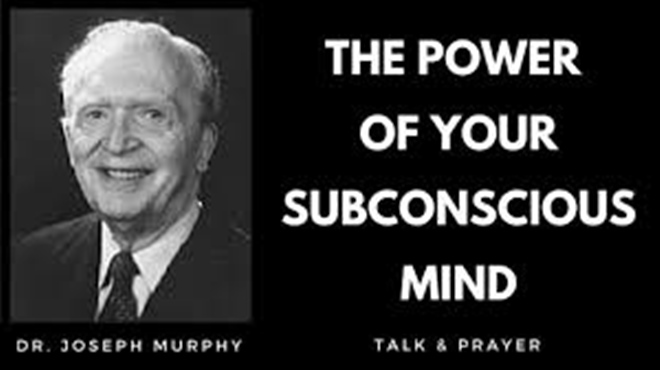 THE POWER
OF YOUR
SUBCONSCIOUS
MIND
DR. JOSEPH MURPHY
TALK & PRAYER